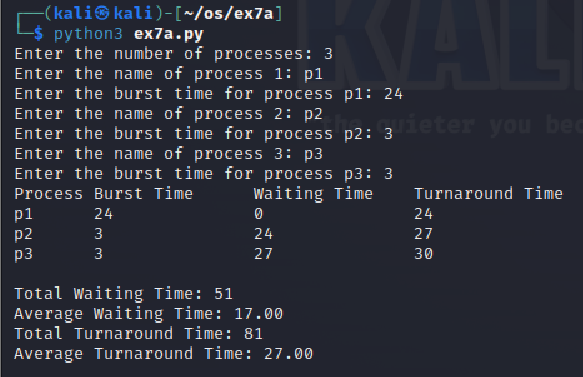 ┌──(kali㉿kali)-[~/os/ex7a]
└─$ python3 ex7a.py
Enter the number of processes: 3
Enter the name of process 1: p1
Enter the burst time for process p1: 24
Enter the name of process 2: p2
Enter the burst time for process p2: 3
Enter the name of process 3: p3
Enter the burst time for process p3: 3
Process Burst Time Waiting Time Turnaround Time
p1 24 0 24
p2 3 24 27
p3 3 27 30
Total Waiting Time: 51
Average Waiting Time: 17.00
Total Turnaround Time: 81
Average Turnaround Time: 27.00
KAL
the quieter you bec